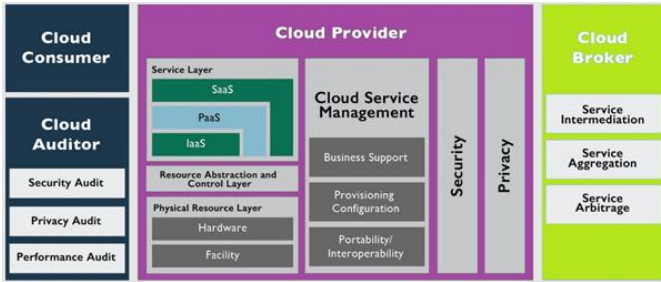 Cloud
Consumer
Cloud
Auditor
Security Audit
Privacy Audit
Performance Audit
Cloud Provider
Service Layer
SaaS
PaaS
IaaS
Resource Abstraction and
Control Layer
Physical Resource Layer
Hardware
Facility
Cloud Service
Management
Business Support
Provisioning
Configuration
Portability/
Interoperability
Security
Privacy
Cloud
Broker
Service
Intermediation
Service
Aggregation
Service
Arbitrage